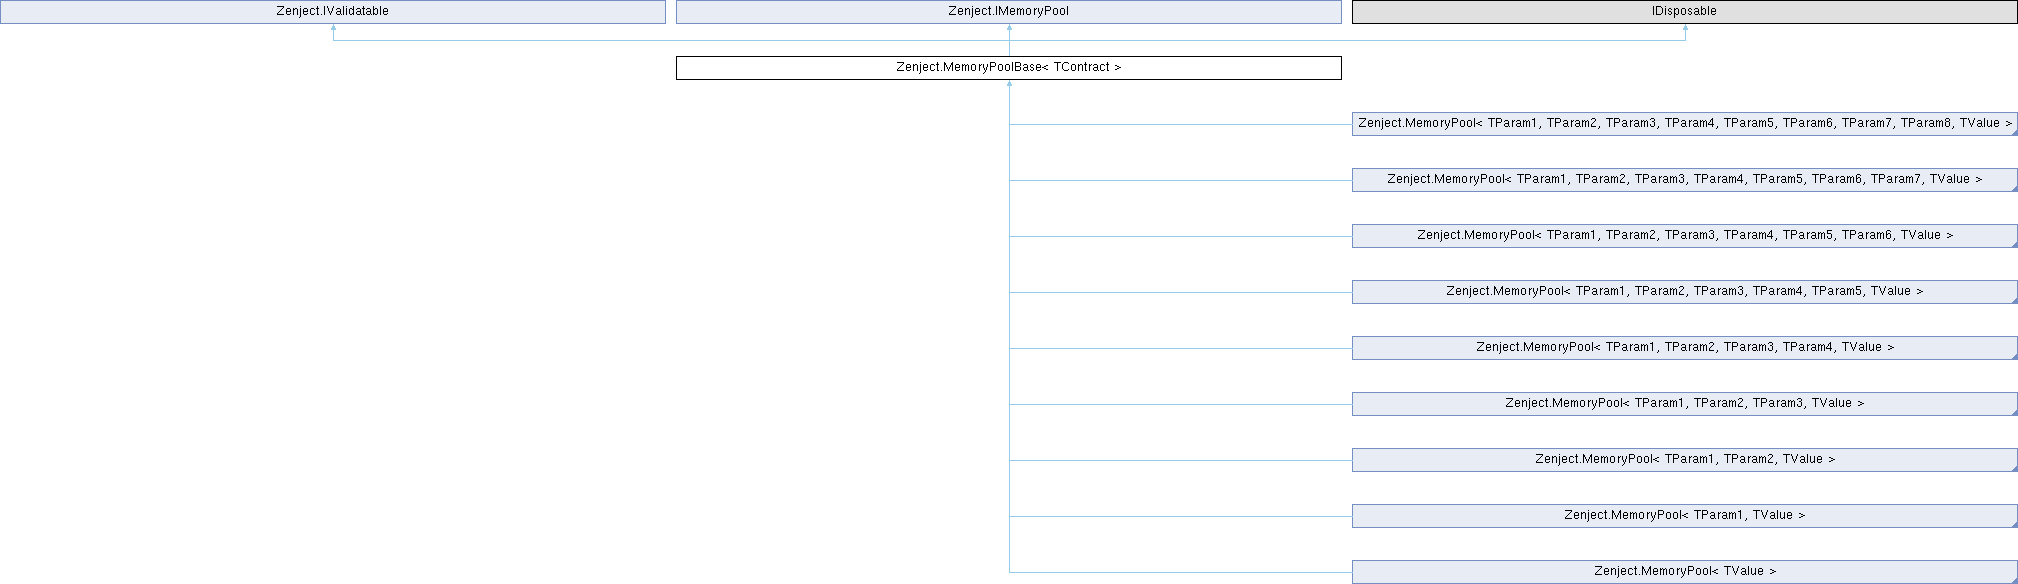 Zenject.IValidatable
Zenject.IMemoryPool
IDisposable
Zenject.MemoryPoolBase< TContract >
Zenject.MemoryPool< TParam1, TParam2, TParam3, TParam4, TParam5, TParam6, TParam7, TParam8, TValue >
Zenject.MemoryPool< TParam1, TParam2, TParam3, TParam4, TParam5, TParam6, TParam7, TValue >
Zenject.MemoryPool< TParam1, TParam2, TParam3, TParam4, TParam5, TParam6, TValue >
Zenject.MemoryPool< TParam1, TParam2, TParam3, TParam4, TParam5, TValue >
Zenject.MemoryPool< TParam1, TParam2, TParam3, TParam4, TValue >
Zenject.MemoryPool< TParam1, TParam2, TParam3, TValue >
Zenject.MemoryPool< TParam1, TParam2, TValue >
Zenject.MemoryPool< TParam1, TValue >
Zenject.MemoryPool< TValue >